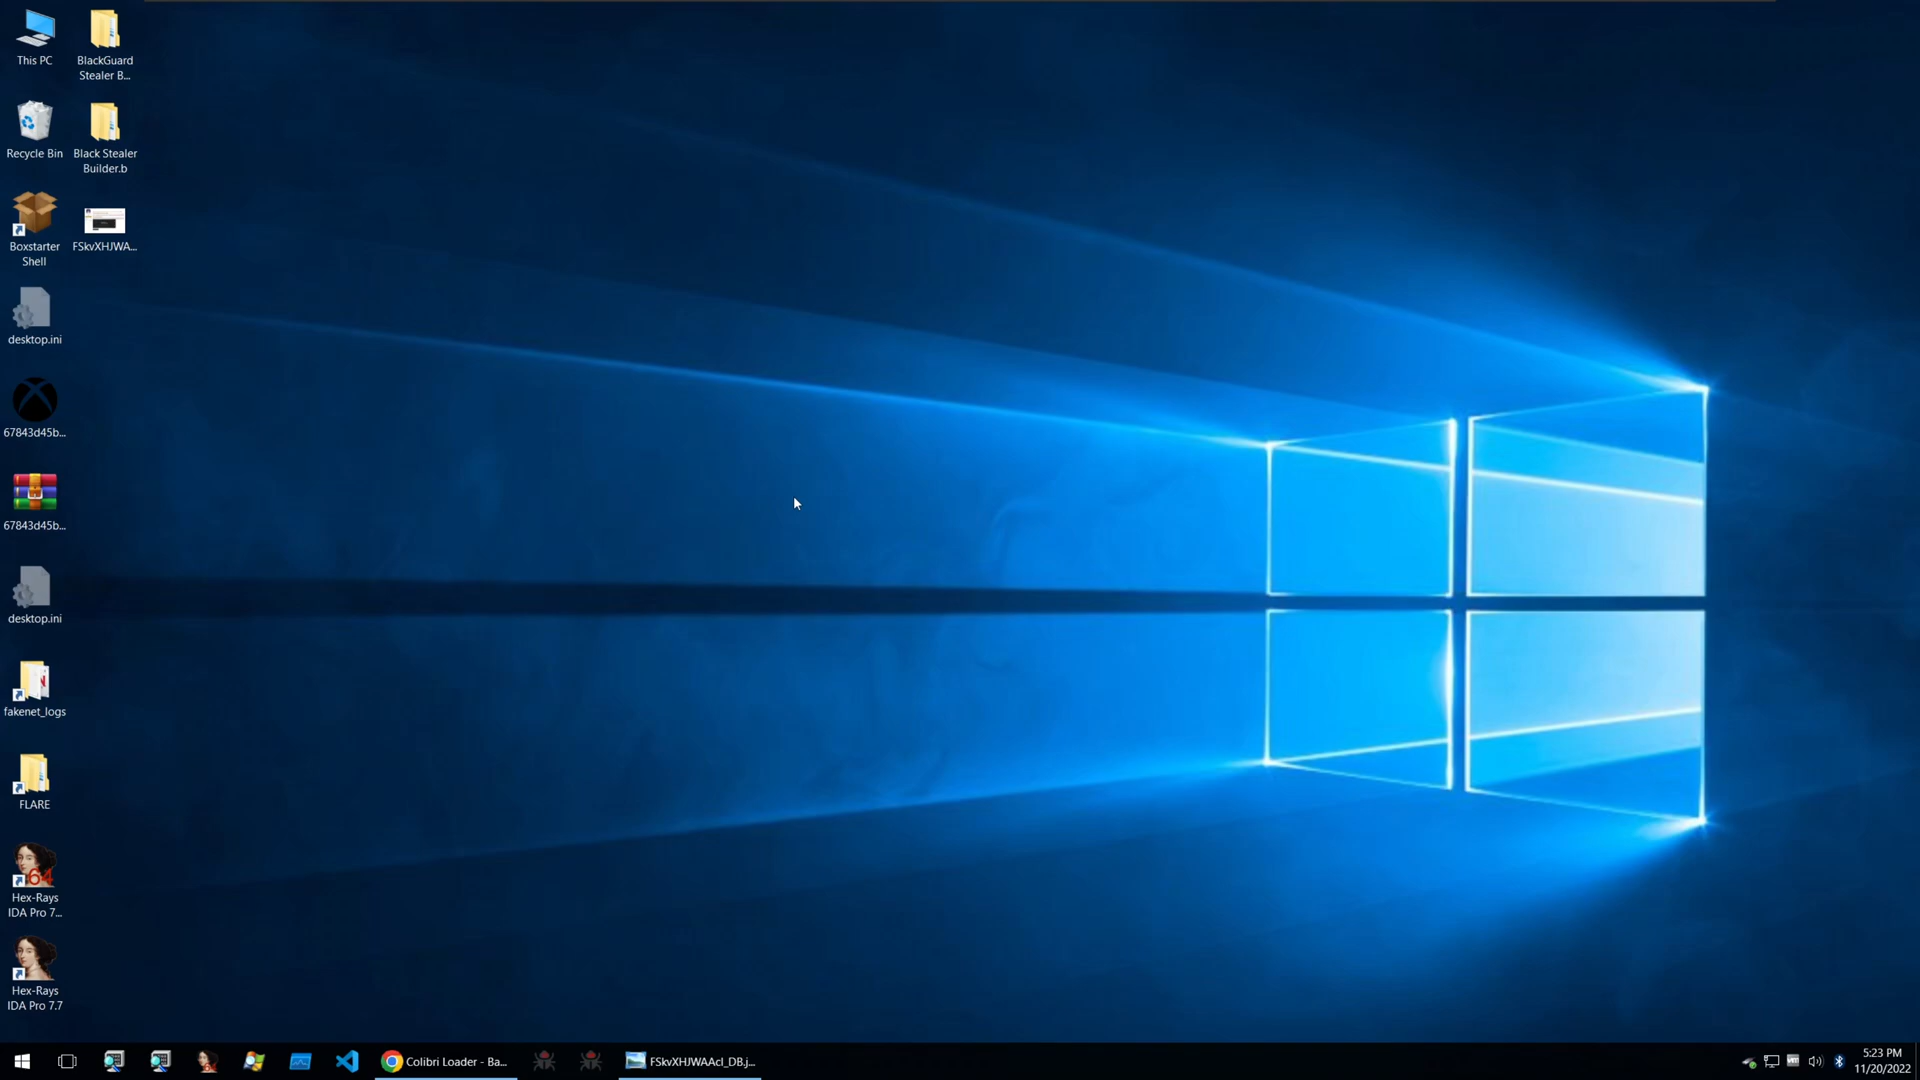 This PC
BlackGuard
Stealer B...
Recycle Bin
Black Stealer
Builder.b
Boxstarter
Shell
FSkvXHJWA...
desktop.ini
67843d45b...
67843d45b...
desktop.ini
fakenet_logs
FLARE
64
Hex-Rays
IDA Pro 7...
Hex-Rays
IDA Pro 7.7
Colibri Loader - Ba...
FSkvXHJWAAcI_DB.j...
5:23 PM
11/20/2022